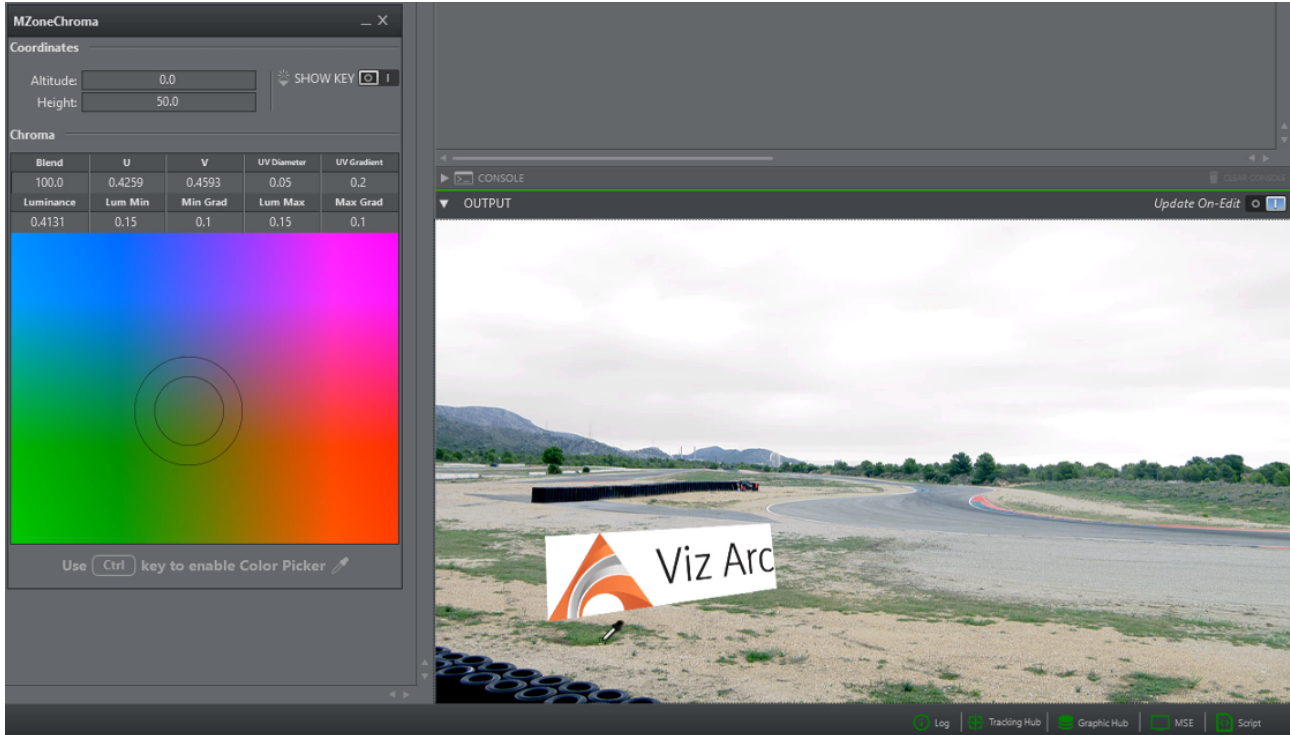 MZoneChroma
Coordinates
Altitude: 0.0
SHOW KEY
Height: 50.0
Chroma
Blend U V UV Diameter UV Gradient
100.0 0.4259 0.4593 0.05 0.2
Luminance Lum Min Min Grad Lum Max Max Grad
0.4131 0.15 0.1 0.15 0.1
Use Ctrl key to enable Color Picker
CONSOLE CLEAR CONSOLE
OUTPUT Update On-Edit
Viz Arc
Log Tracking Hub Graphic Hub MSE Script